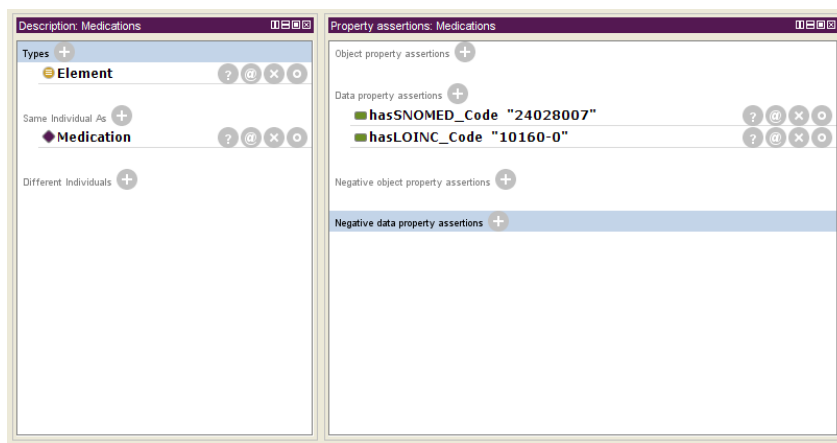 Description: Medications
Types
Element
Same Individual As
Medication
Different Individuals
Property assertions: Medications
Object property assertions
Data property assertions
hasSNOMED_Code "24028007"
hasLOINC_Code "10160-0"
Negative object property assertions
Negative data property assertions